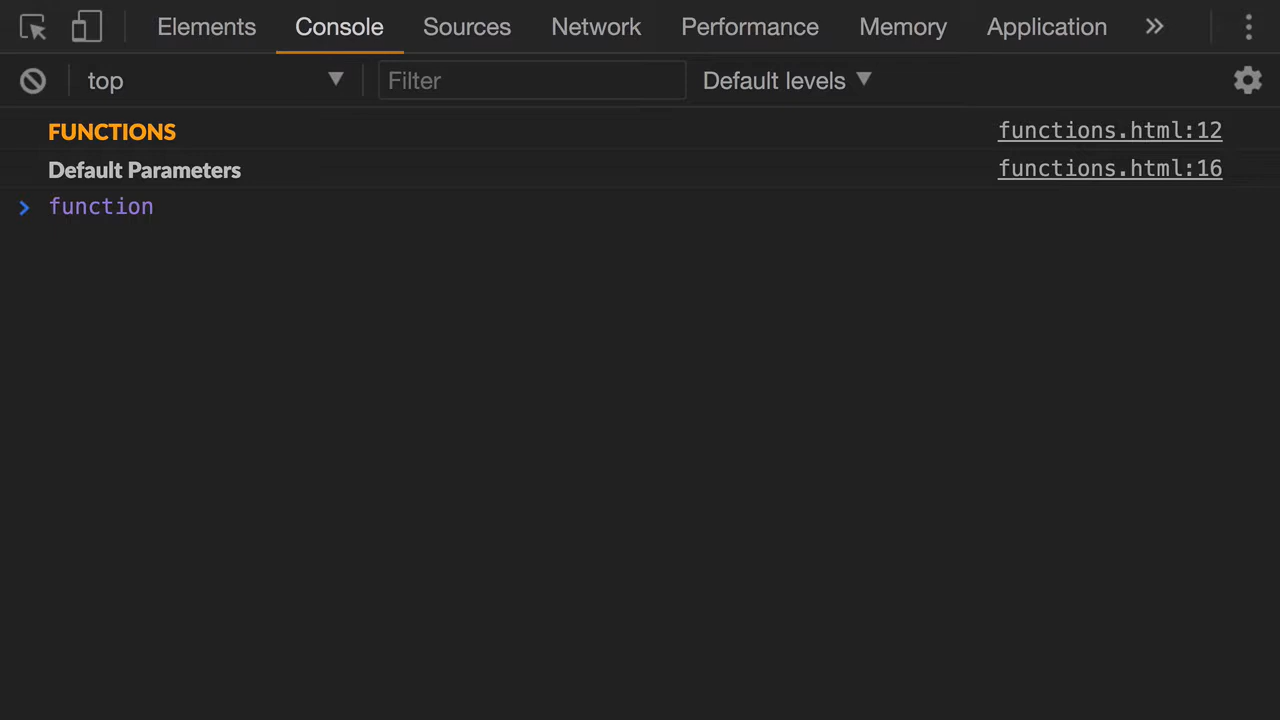 Elements Console Sources Network Performance Memory Application
top Filter Default levels
FUNCTIONS functions.html:12
Default Parameters functions.html:16
> function